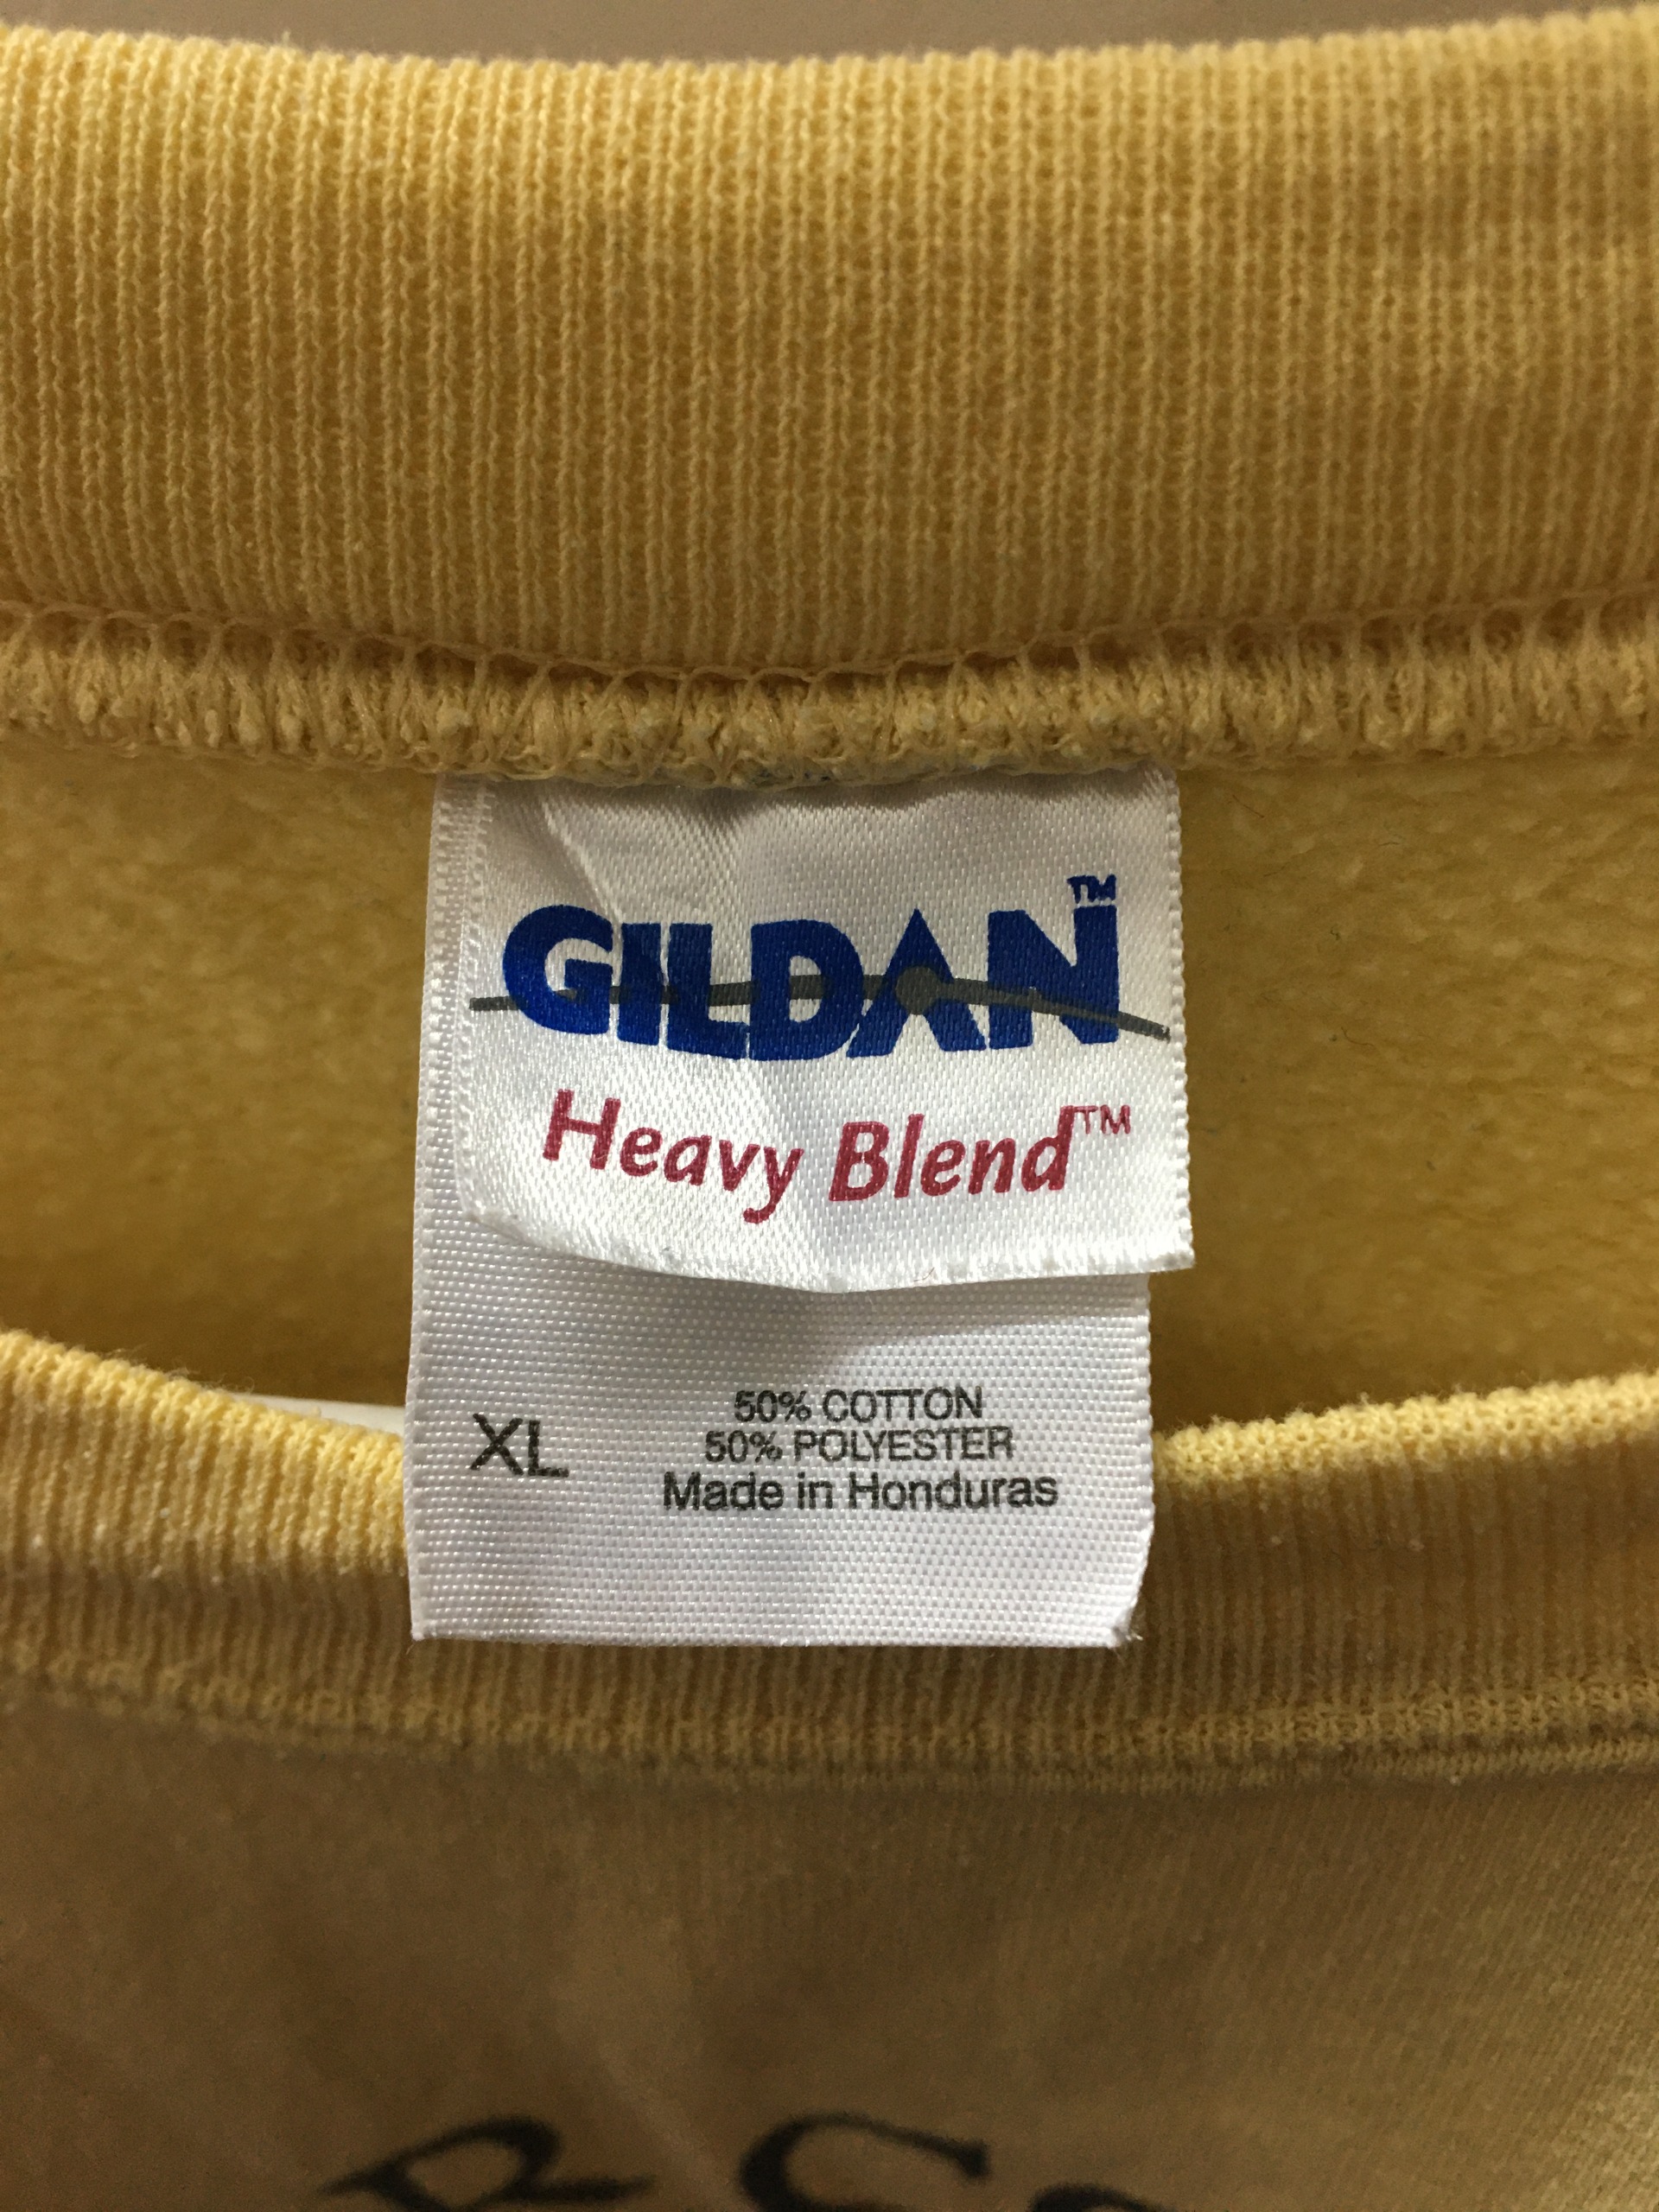 GILDAN™
Heavy Blend™
XL
50% COTTON
50% POLYESTER
Made in Honduras